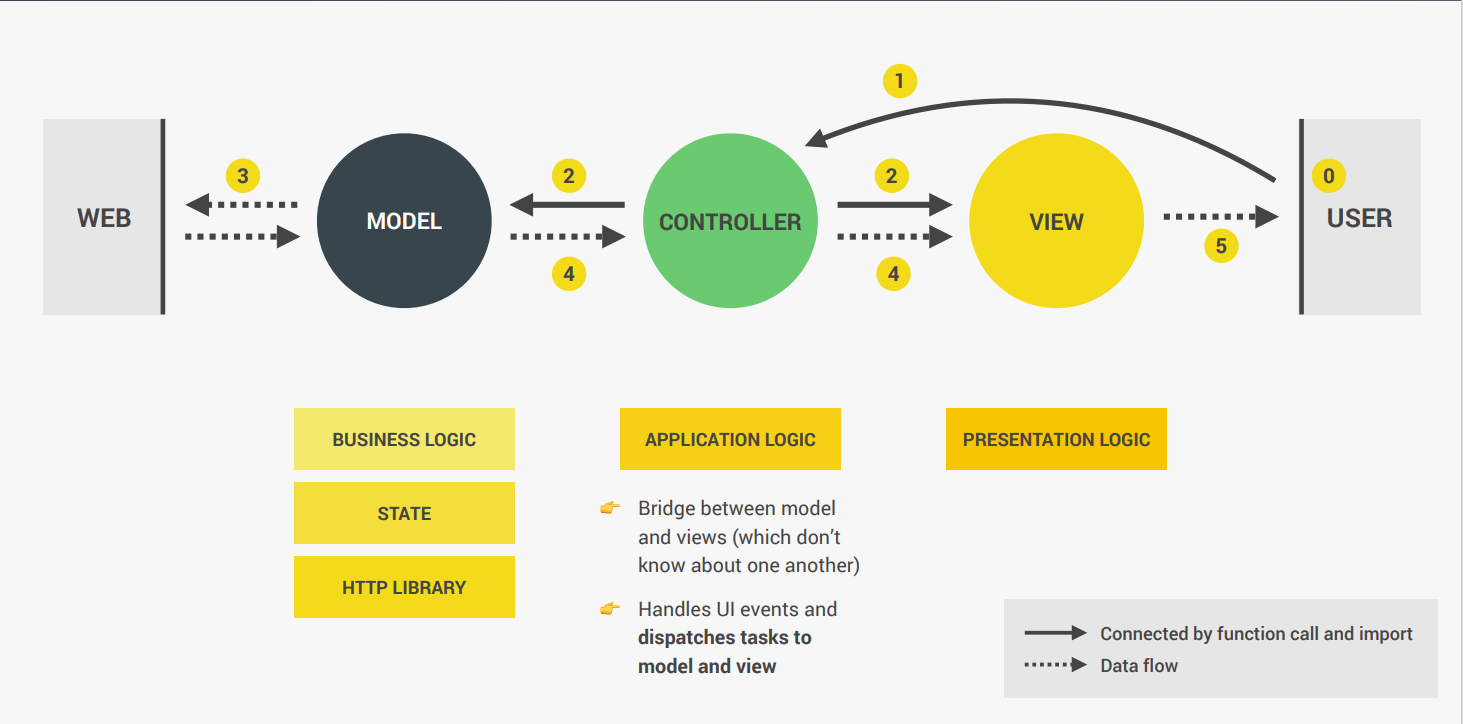 1
3
2
2
0
WEB
MODEL
CONTROLLER
VIEW
USER
4
4
5
BUSINESS LOGIC
APPLICATION LOGIC
PRESENTATION LOGIC
STATE
HTTP LIBRARY
Bridge between model
and views (which don’t
know about one another)
Handles UI events and
dispatches tasks to
model and view
Connected by function call and import
Data flow